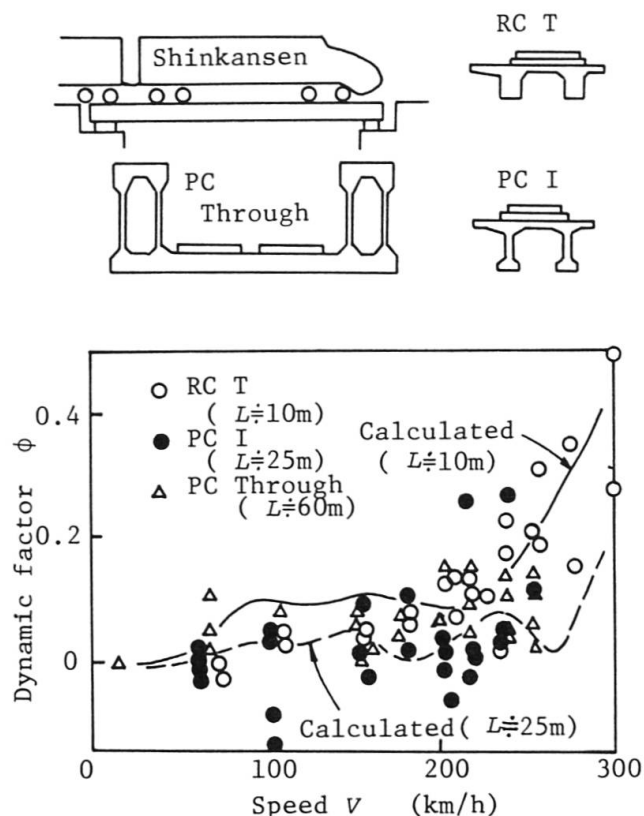 Shinkansen
RC T
PC
Through
PC I
RC T
( L≒10m)
PC I
( L≒25m)
PC Through
( L≒60m)
Calculated
( L≒10m)
Calculated( L≒25m)
Dynamic factor ϕ
0.4
0.2
0
0
100
200
300
Speed V (km/h)